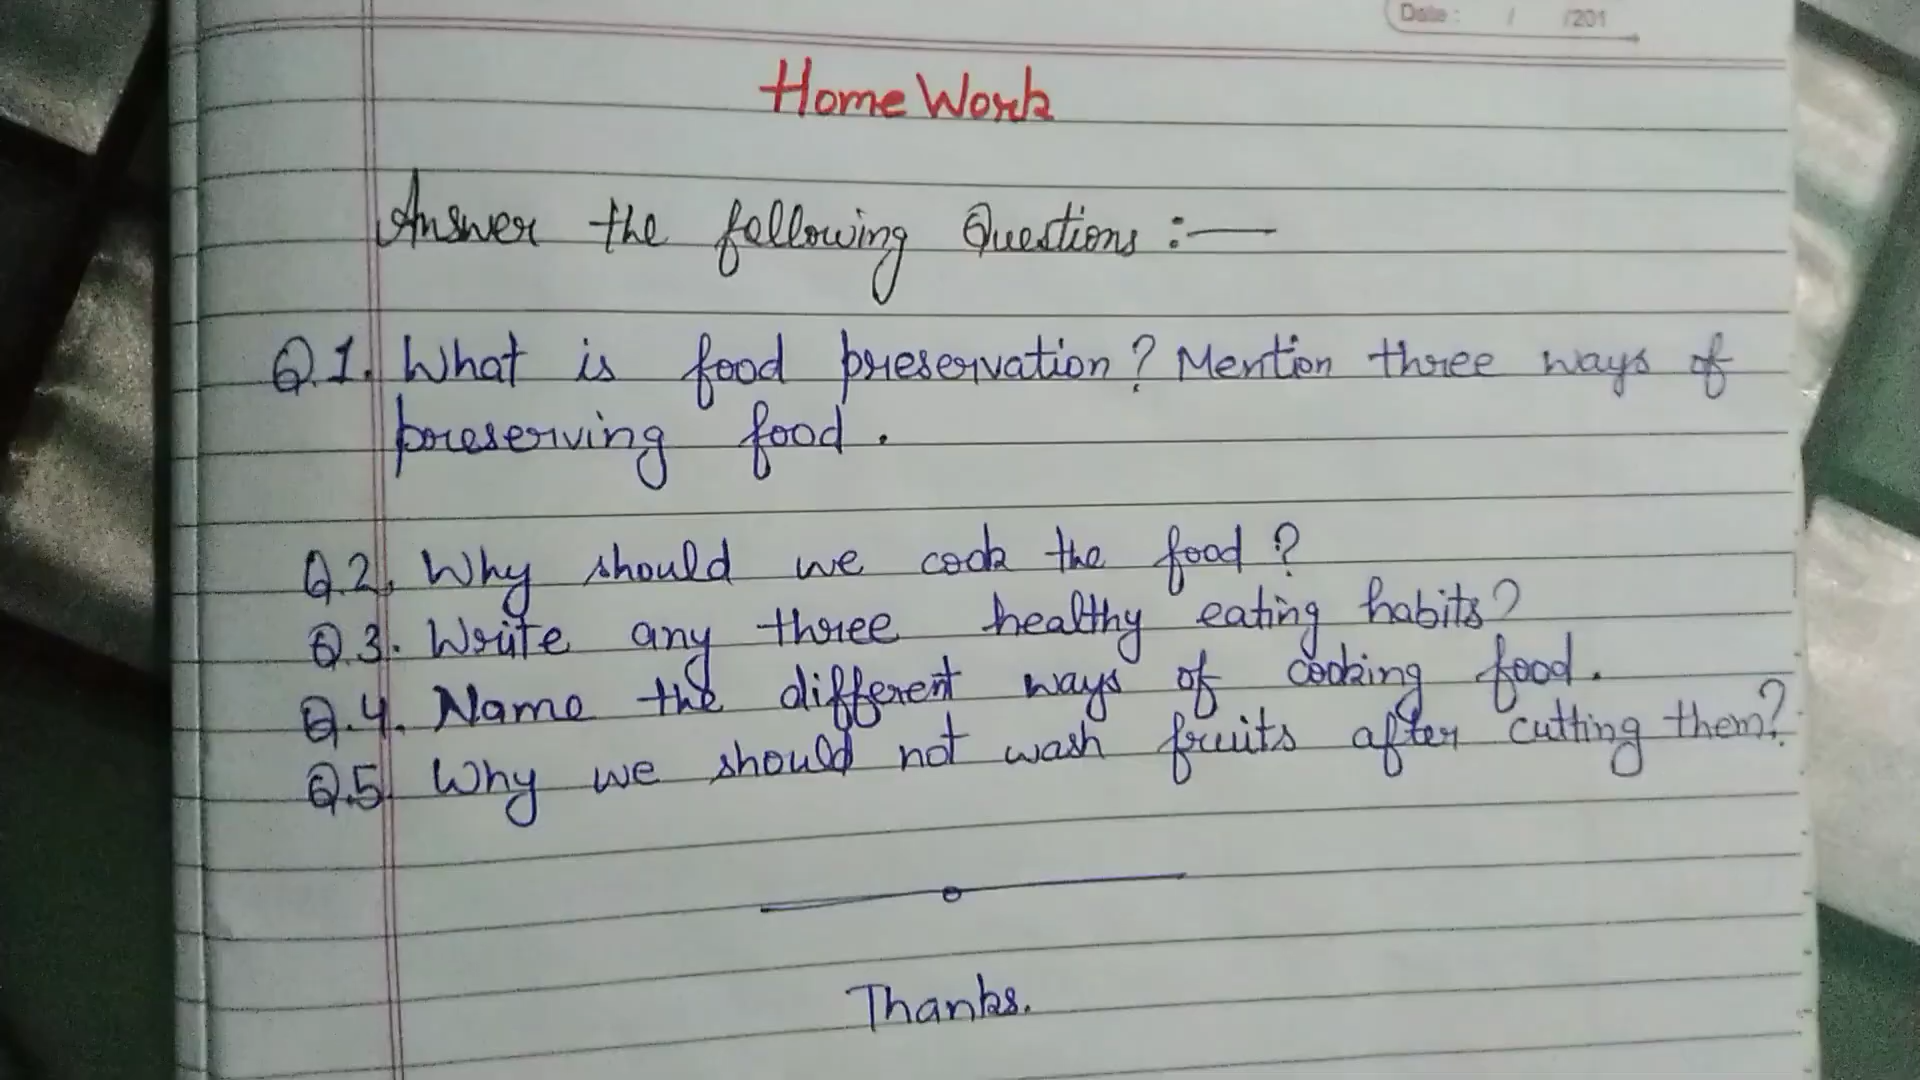 Date : / /201
Home Work
Answer the following Questions :—
Q.1. What is food preservation? Mention three ways of
preserving food.
Q.2. Why should we cook the food?
Q.3. Write any three healthy eating habits?
Q.4. Name the different ways of cooking food.
Q.5 Why we should not wash fruits after cutting them?
Thanks.